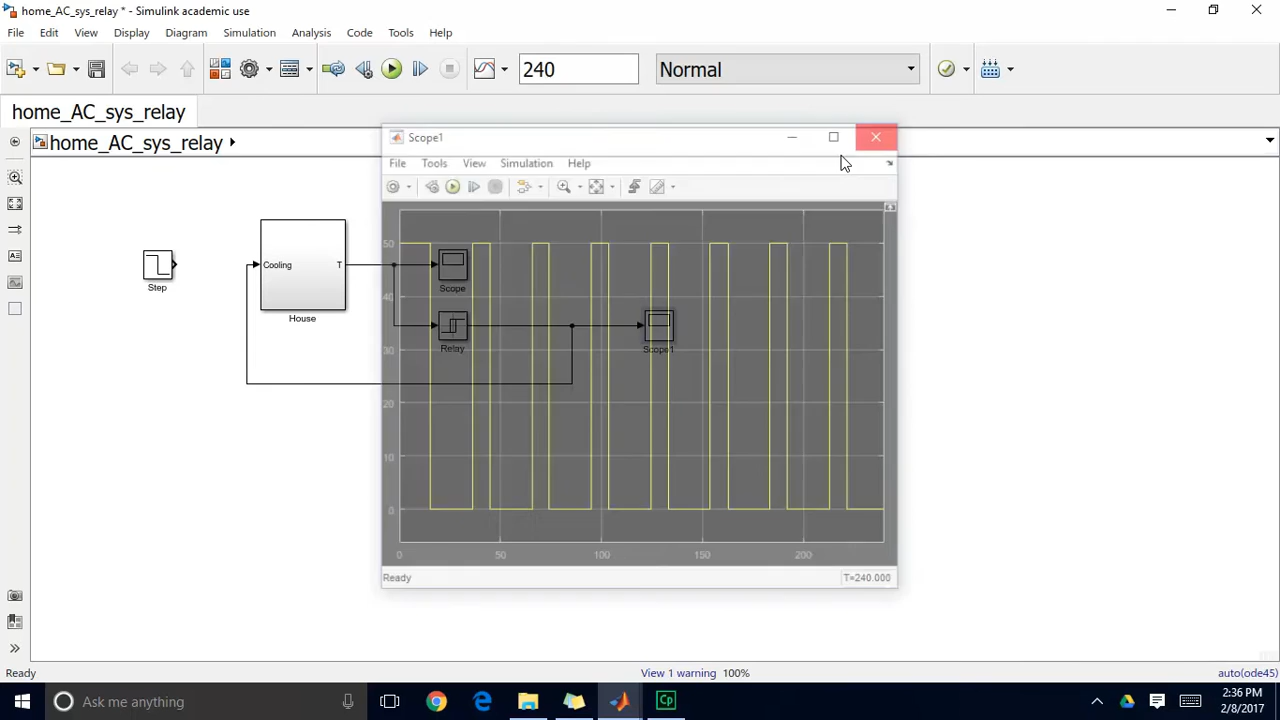 home_AC_sys_relay * - Simulink academic use
File Edit View Display Diagram Simulation Analysis Code Tools Help
240 Normal
home_AC_sys_relay
home_AC_sys_relay
Scope1
File Tools View Simulation Help
Step
Cooling T
House
Scope
Relay
Scope1
50
40
30
20
10
0
0 50 100 150 200
Ready T=240.000
Ready View 1 warning 100% auto(ode45)
Ask me anything
Cp
2:36 PM
2/8/2017